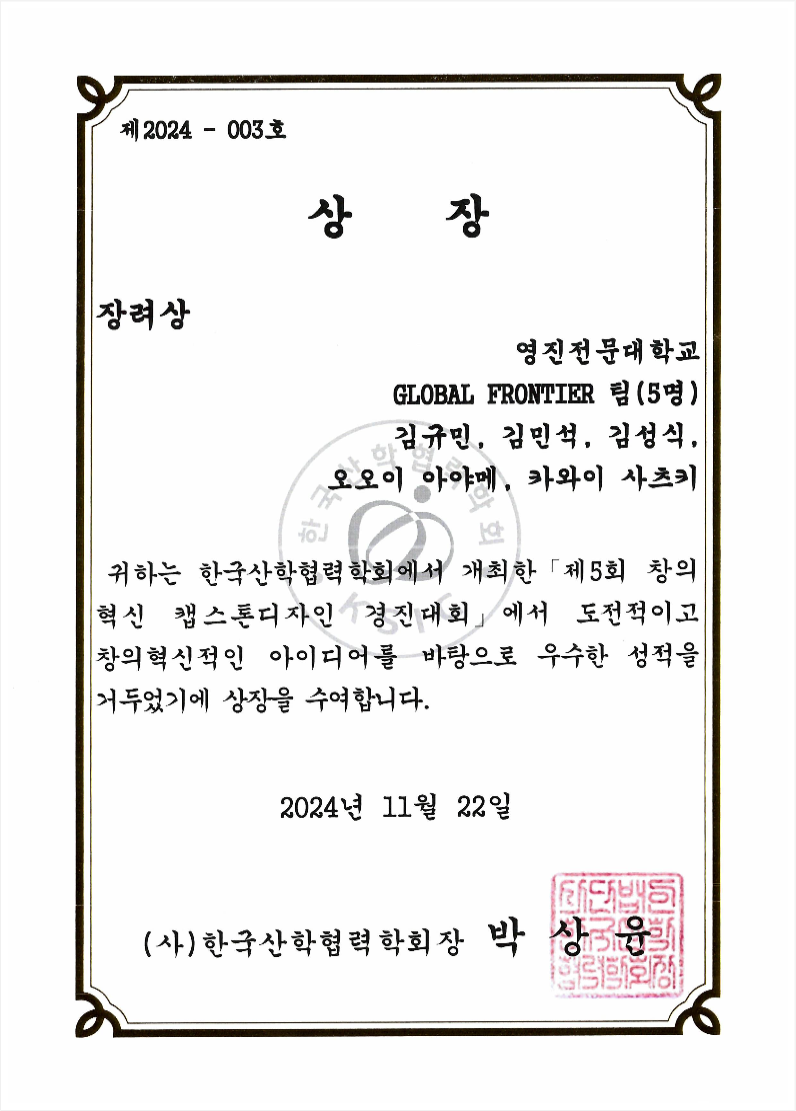 제2024 - 003호
상 장
장려상
영진전문대학교
GLOBAL FRONTIER 팀(5명)
김규민, 김민석, 김성식,
오오이 아야메, 카와이 사츠키
한국산학협력학회
귀하는 한국산학협력학회에서 개최한「제5회 창의
혁신 캡스톤디자인 경진대회」에서 도전적이고
창의혁신적인 아이디어를 바탕으로 우수한 성적을
거두었기에 상장을 수여합니다.
2024년 11월 22일
(사)한국산학협력학회장 박 상 윤